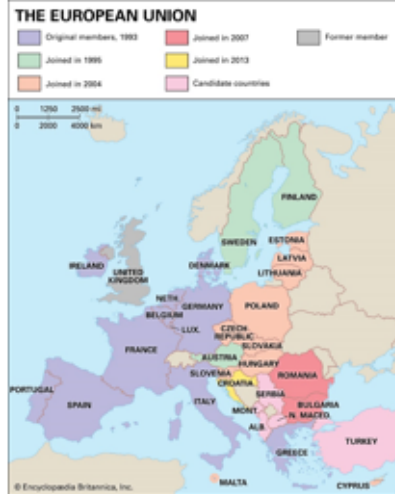 THE EUROPEAN UNION
Original members, 1993
Joined in 2007
Former member
Joined in 1995
Joined in 2013
Joined in 2004
Candidate countries
0 1250 2500 mi
0 2000 4000 km
FINLAND
SWEDEN
ESTONIA
LATVIA
LITHUANIA
DENMARK
IRELAND
UNITED
KINGDOM
NETH.
BELGIUM
GERMANY
POLAND
LUX.
CZECH
REPUBLIC
SLOVAKIA
FRANCE
AUSTRIA
HUNGARY
SLOVENIA
ROMANIA
CROATIA
SERBIA
PORTUGAL
SPAIN
ITALY
MONT.
BULGARIA
N. MACED.
ALB.
GREECE
TURKEY
MALTA
CYPRUS
© Encyclopædia Britannica, Inc.